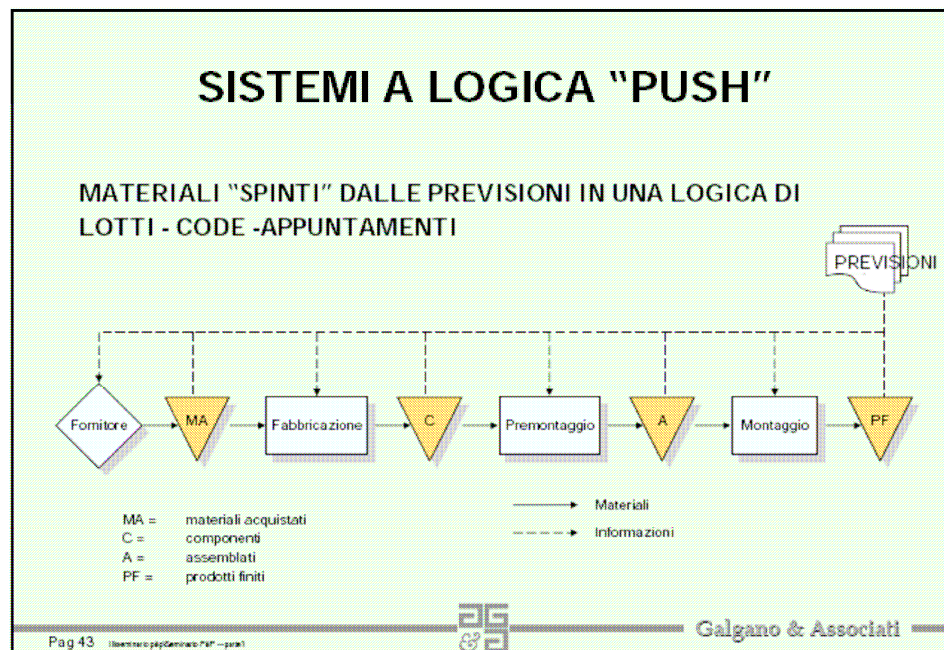 SISTEMI A LOGICA "PUSH"
MATERIALI "SPINTI" DALLE PREVISIONI IN UNA LOGICA DI
LOTTI - CODE -APPUNTAMENTI
PREVISIONI
Fornitore
MA
Fabbricazione
C
Premontaggio
A
Montaggio
PF
MA = materiali acquistati
C = componenti
A = assemblati
PF = prodotti finiti
Materiali
Informazioni
Pag 43
Galgano & Associati